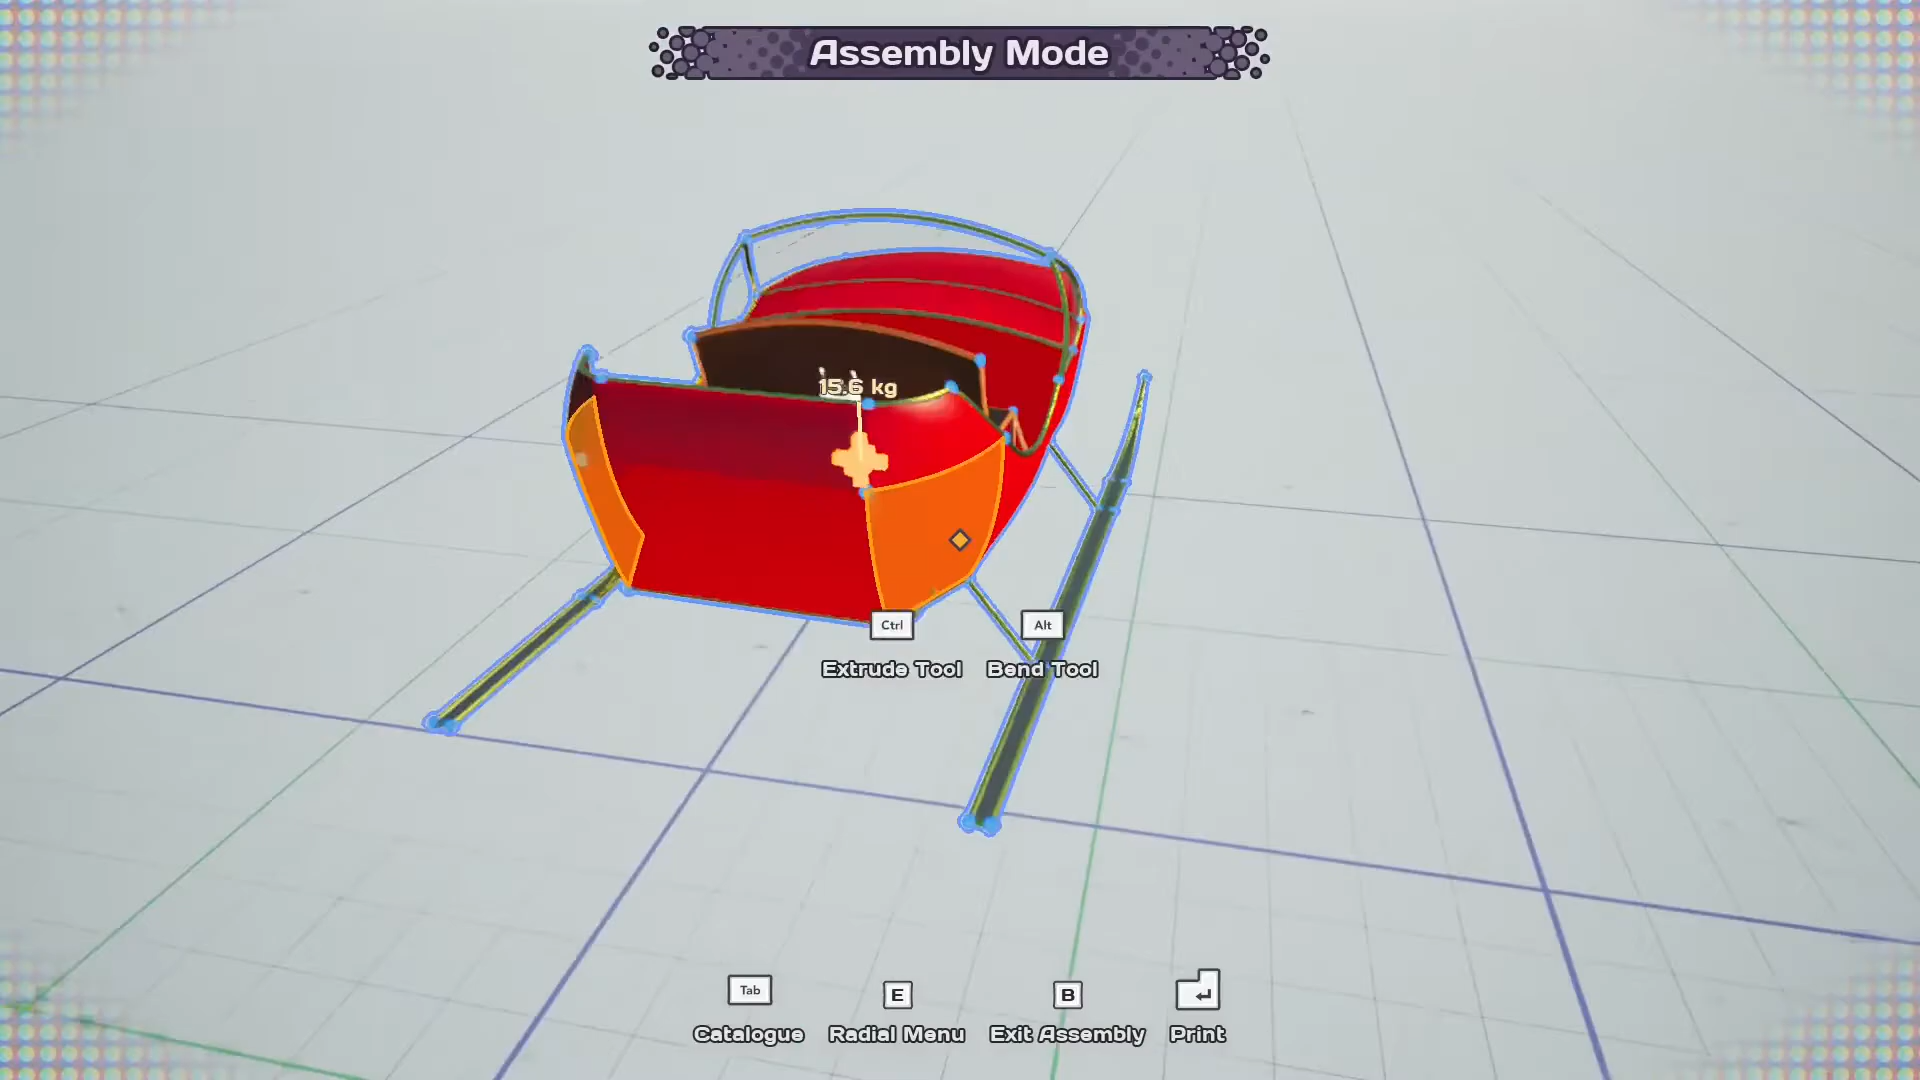 Assembly Mode
15.6 kg
Ctrl Alt
Extrude Tool Bend Tool
Tab E B
Catalogue Radial Menu Exit Assembly Print